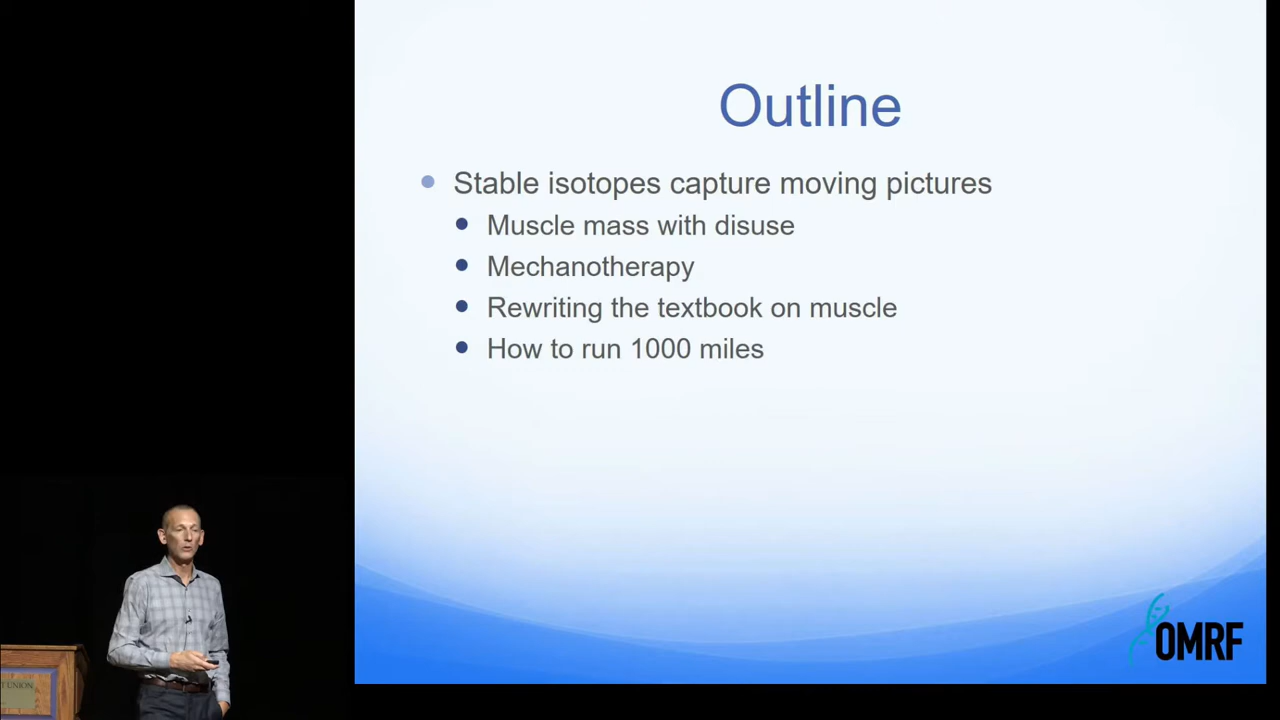 Outline
Stable isotopes capture moving pictures
Muscle mass with disuse
Mechanotherapy
Rewriting the textbook on muscle
How to run 1000 miles
OMRF
UNION